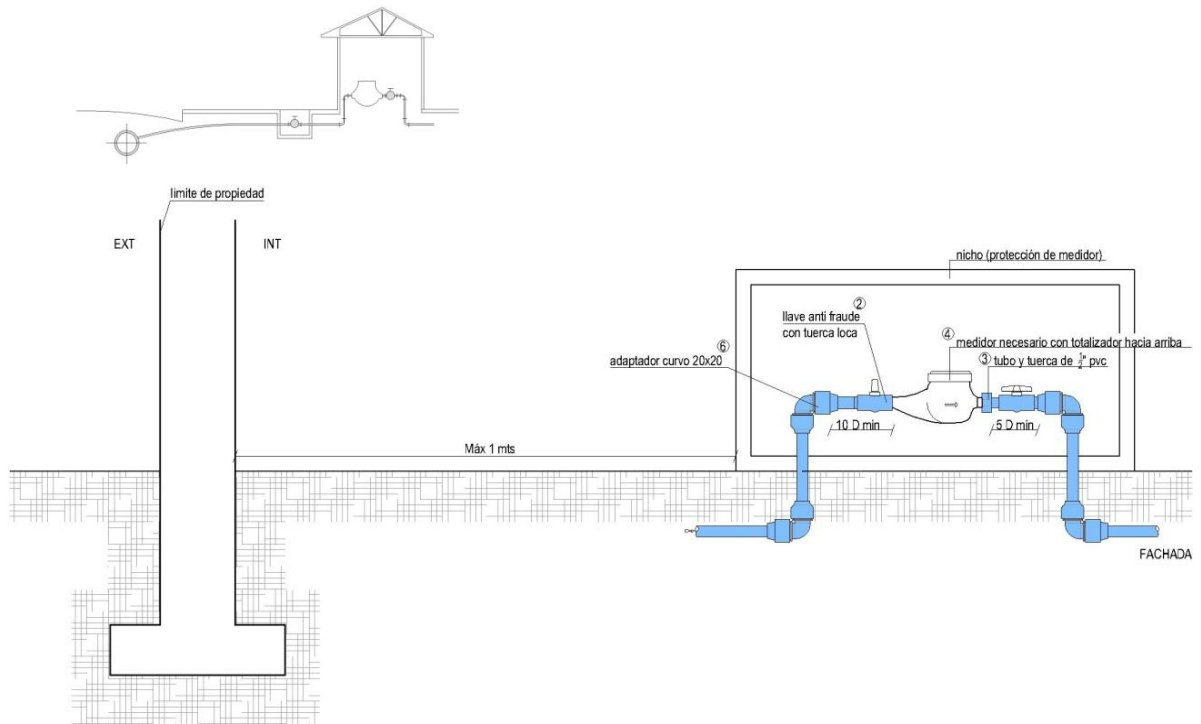 limite de propiedad
EXT
INT
nicho (protección de medidor)
②
llave anti fraude
con tuerca loca
④
medidor necesario con totalizador hacia arriba
⑥
adaptador curvo 20x20
③ tubo y tuerca de ½" pvc
10 D min
5 D min
Máx 1 mts
FACHADA